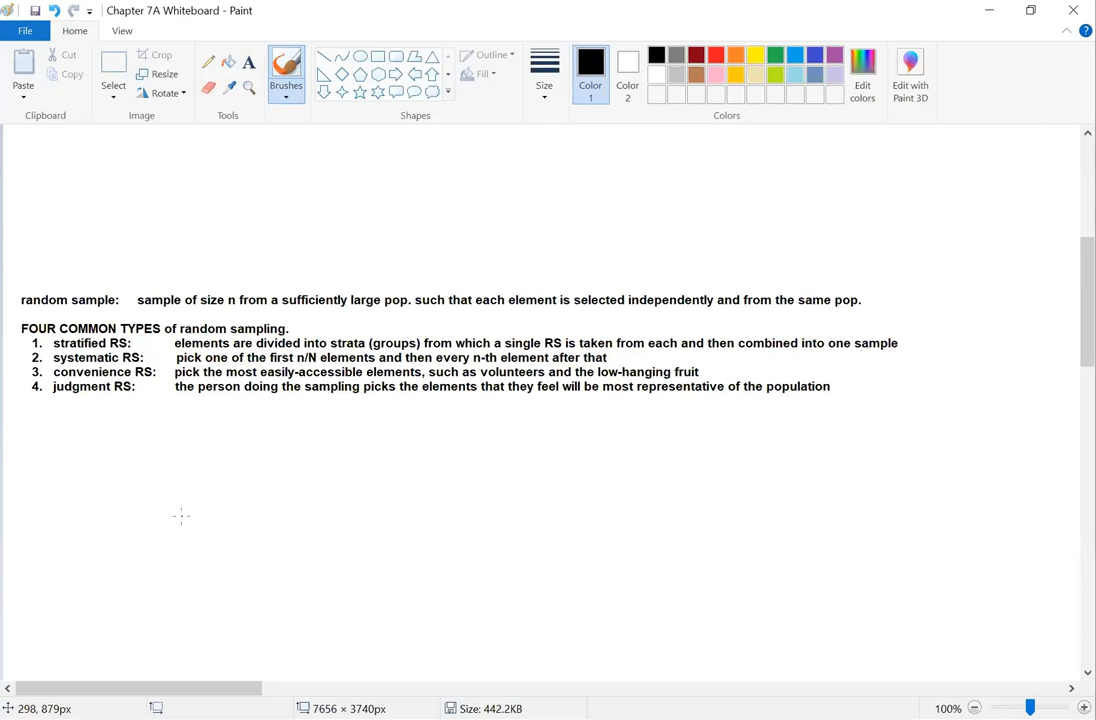 Chapter 7A Whiteboard - Paint
File Home View
Paste
Cut
Copy
Clipboard
Select
Crop
Resize
Rotate
Image
A
Tools
Brushes
Shapes
Outline
Fill
Size
Color 1
Color 2
Edit colors
Colors
Edit with Paint 3D
random sample: sample of size n from a sufficiently large pop. such that each element is selected independently and from the same pop.
FOUR COMMON TYPES of random sampling.
1. stratified RS: elements are divided into strata (groups) from which a single RS is taken from each and then combined into one sample
2. systematic RS: pick one of the first n/N elements and then every n-th element after that
3. convenience RS: pick the most easily-accessible elements, such as volunteers and the low-hanging fruit
4. judgment RS: the person doing the sampling picks the elements that they feel will be most representative of the population
298, 879px
7656 × 3740px
Size: 442.2KB
100%